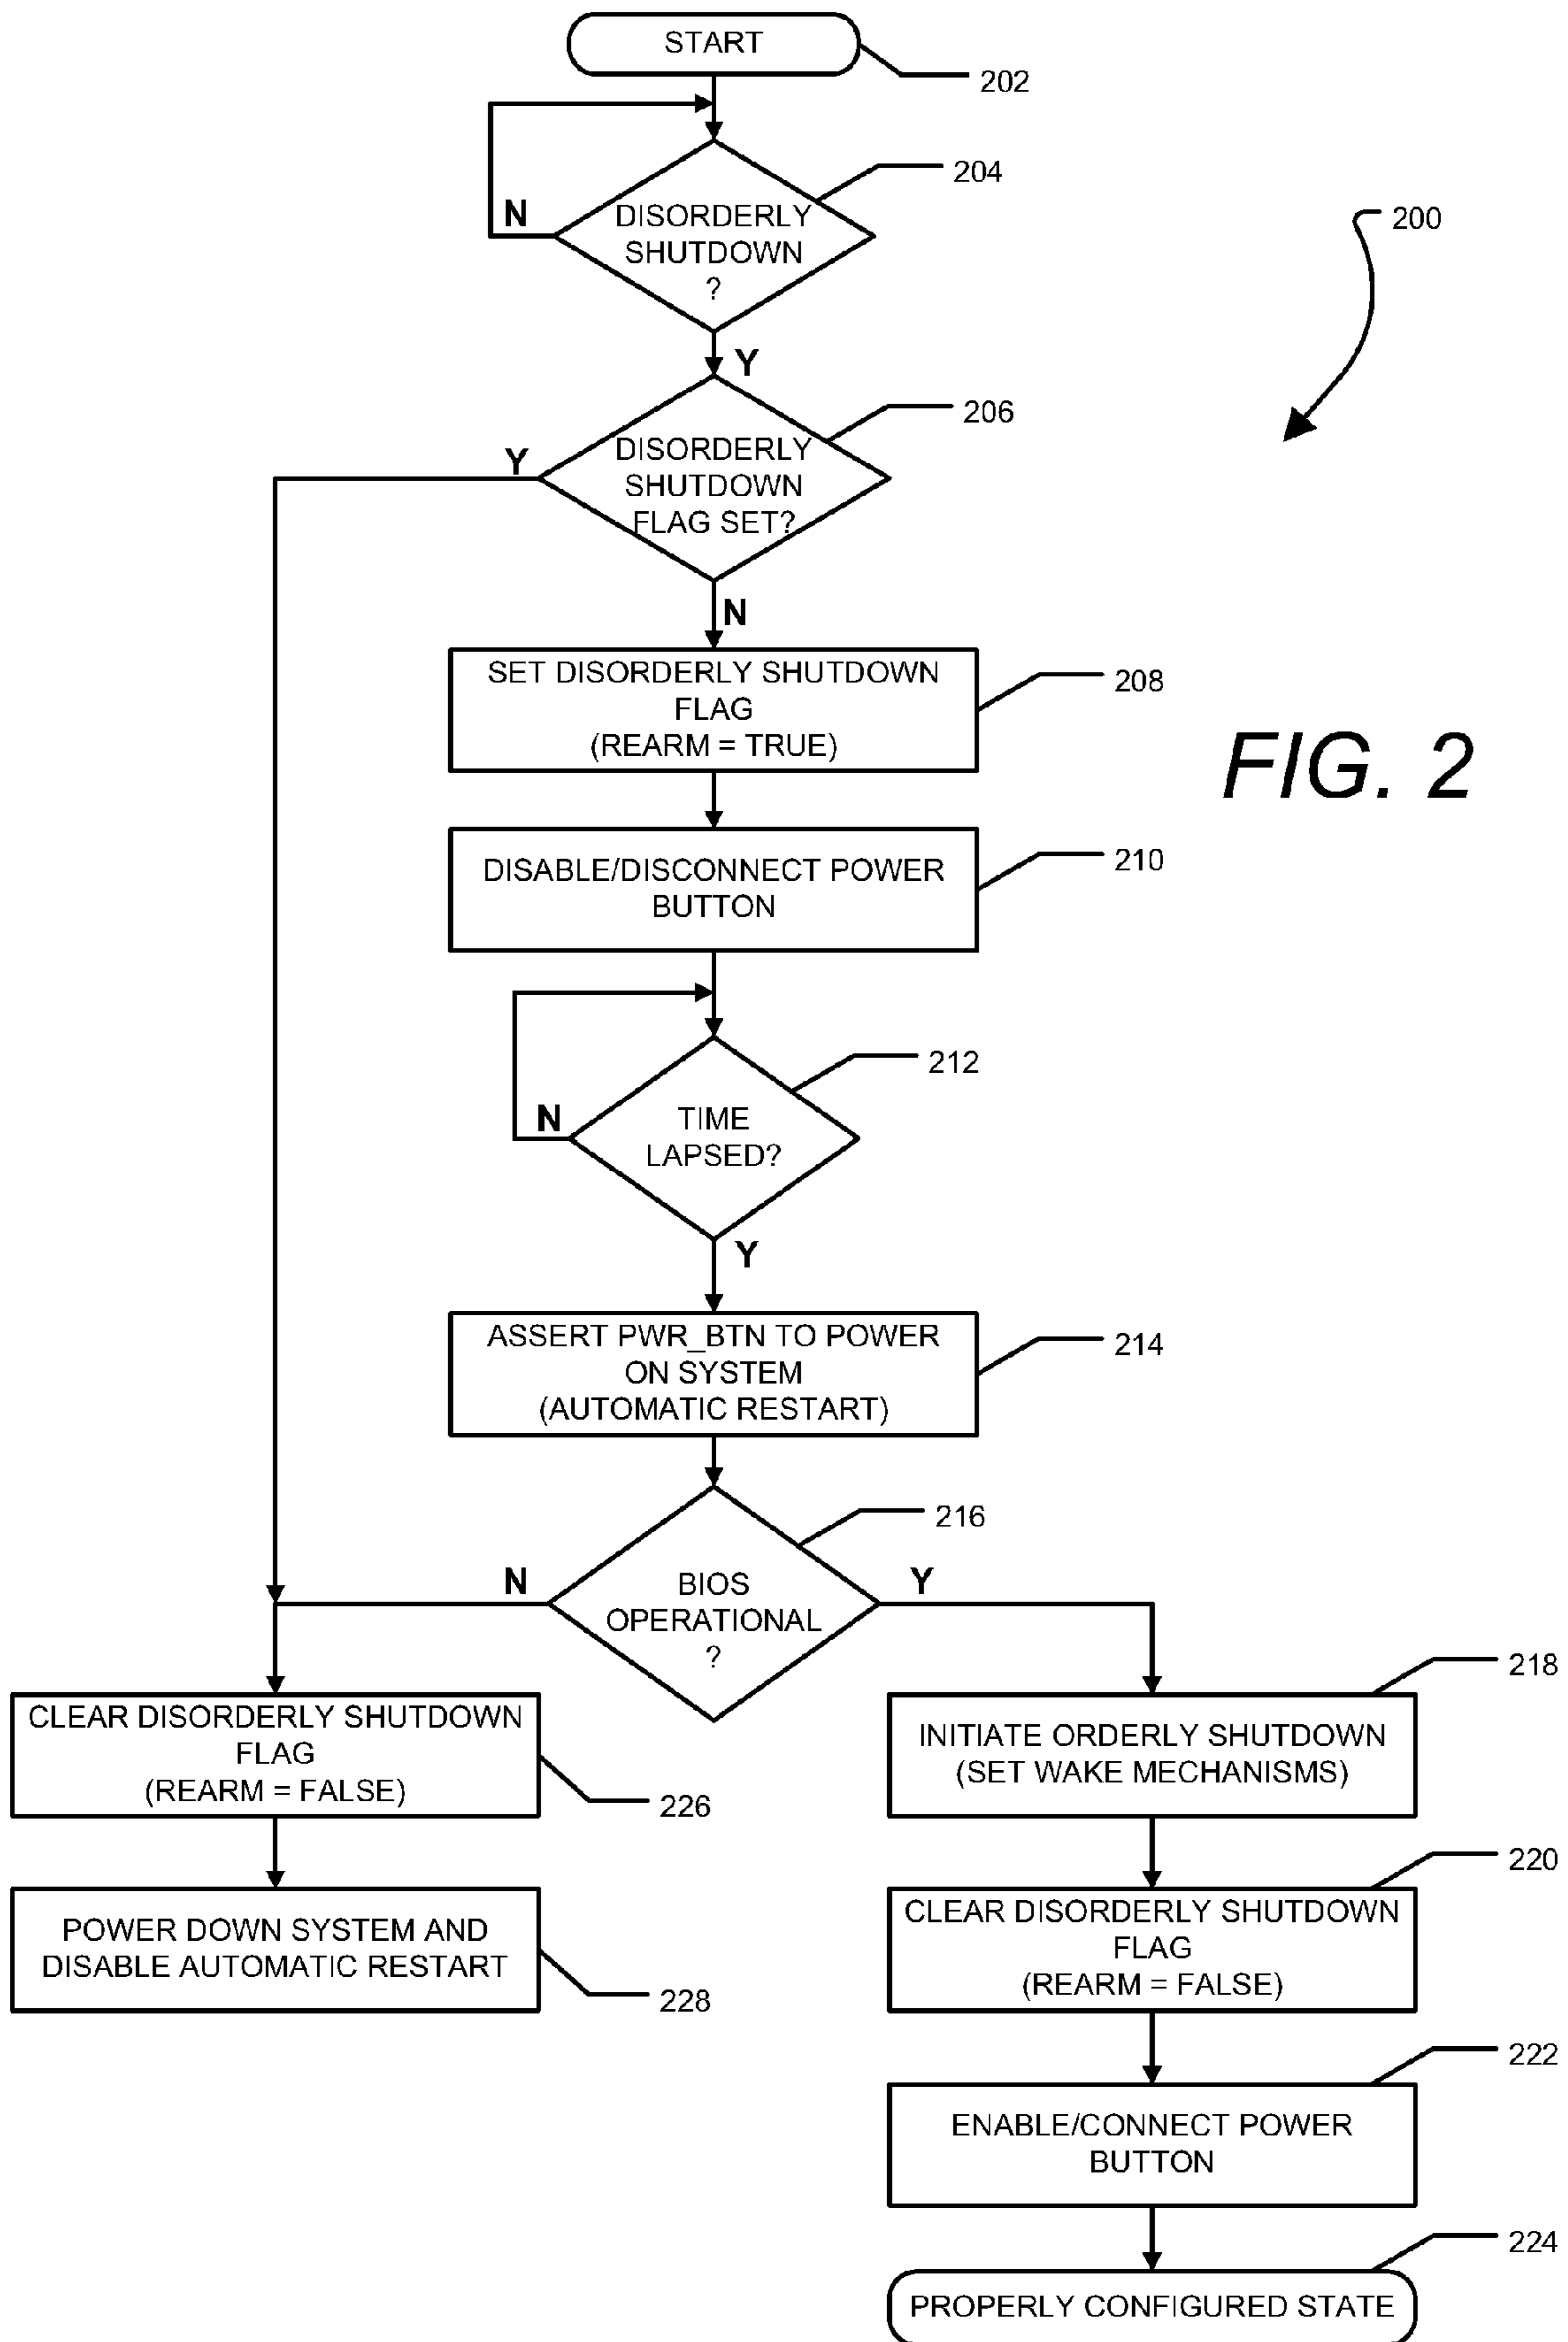 START
202
204
N
DISORDERLY
SHUTDOWN
?
200
Y
206
Y
DISORDERLY
SHUTDOWN
FLAG SET?
N
SET DISORDERLY SHUTDOWN
FLAG
(REARM = TRUE)
208
FIG. 2
DISABLE/DISCONNECT POWER
BUTTON
210
212
N
TIME
LAPSED?
Y
ASSERT PWR_BTN TO POWER
ON SYSTEM
(AUTOMATIC RESTART)
214
216
N
BIOS
OPERATIONAL
?
Y
CLEAR DISORDERLY SHUTDOWN
FLAG
(REARM = FALSE)
226
INITIATE ORDERLY SHUTDOWN
(SET WAKE MECHANISMS)
218
POWER DOWN SYSTEM AND
DISABLE AUTOMATIC RESTART
228
CLEAR DISORDERLY SHUTDOWN
FLAG
(REARM = FALSE)
220
ENABLE/CONNECT POWER
BUTTON
222
PROPERLY CONFIGURED STATE
224